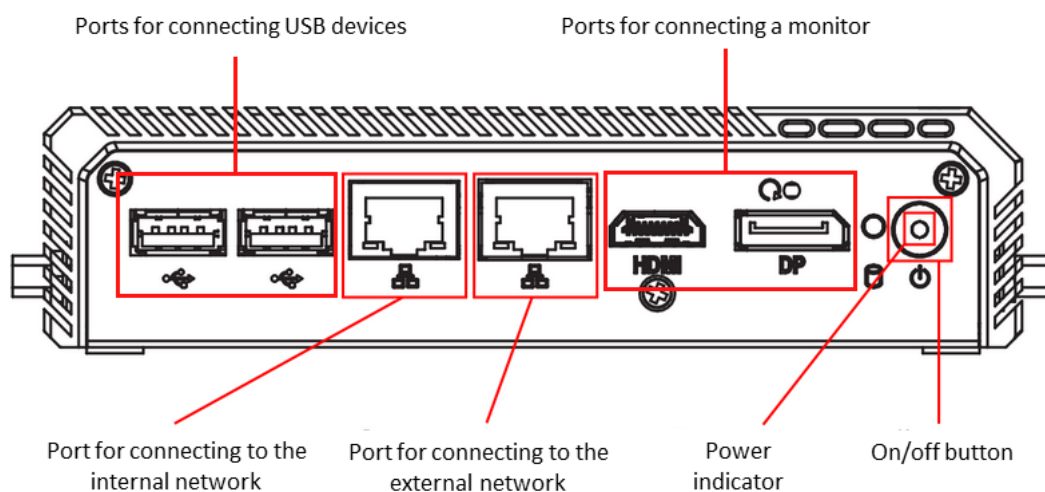 Ports for connecting USB devices
Ports for connecting a monitor
HDMI
DP
Port for connecting to the
internal network
Port for connecting to the
external network
Power
indicator
On/off button